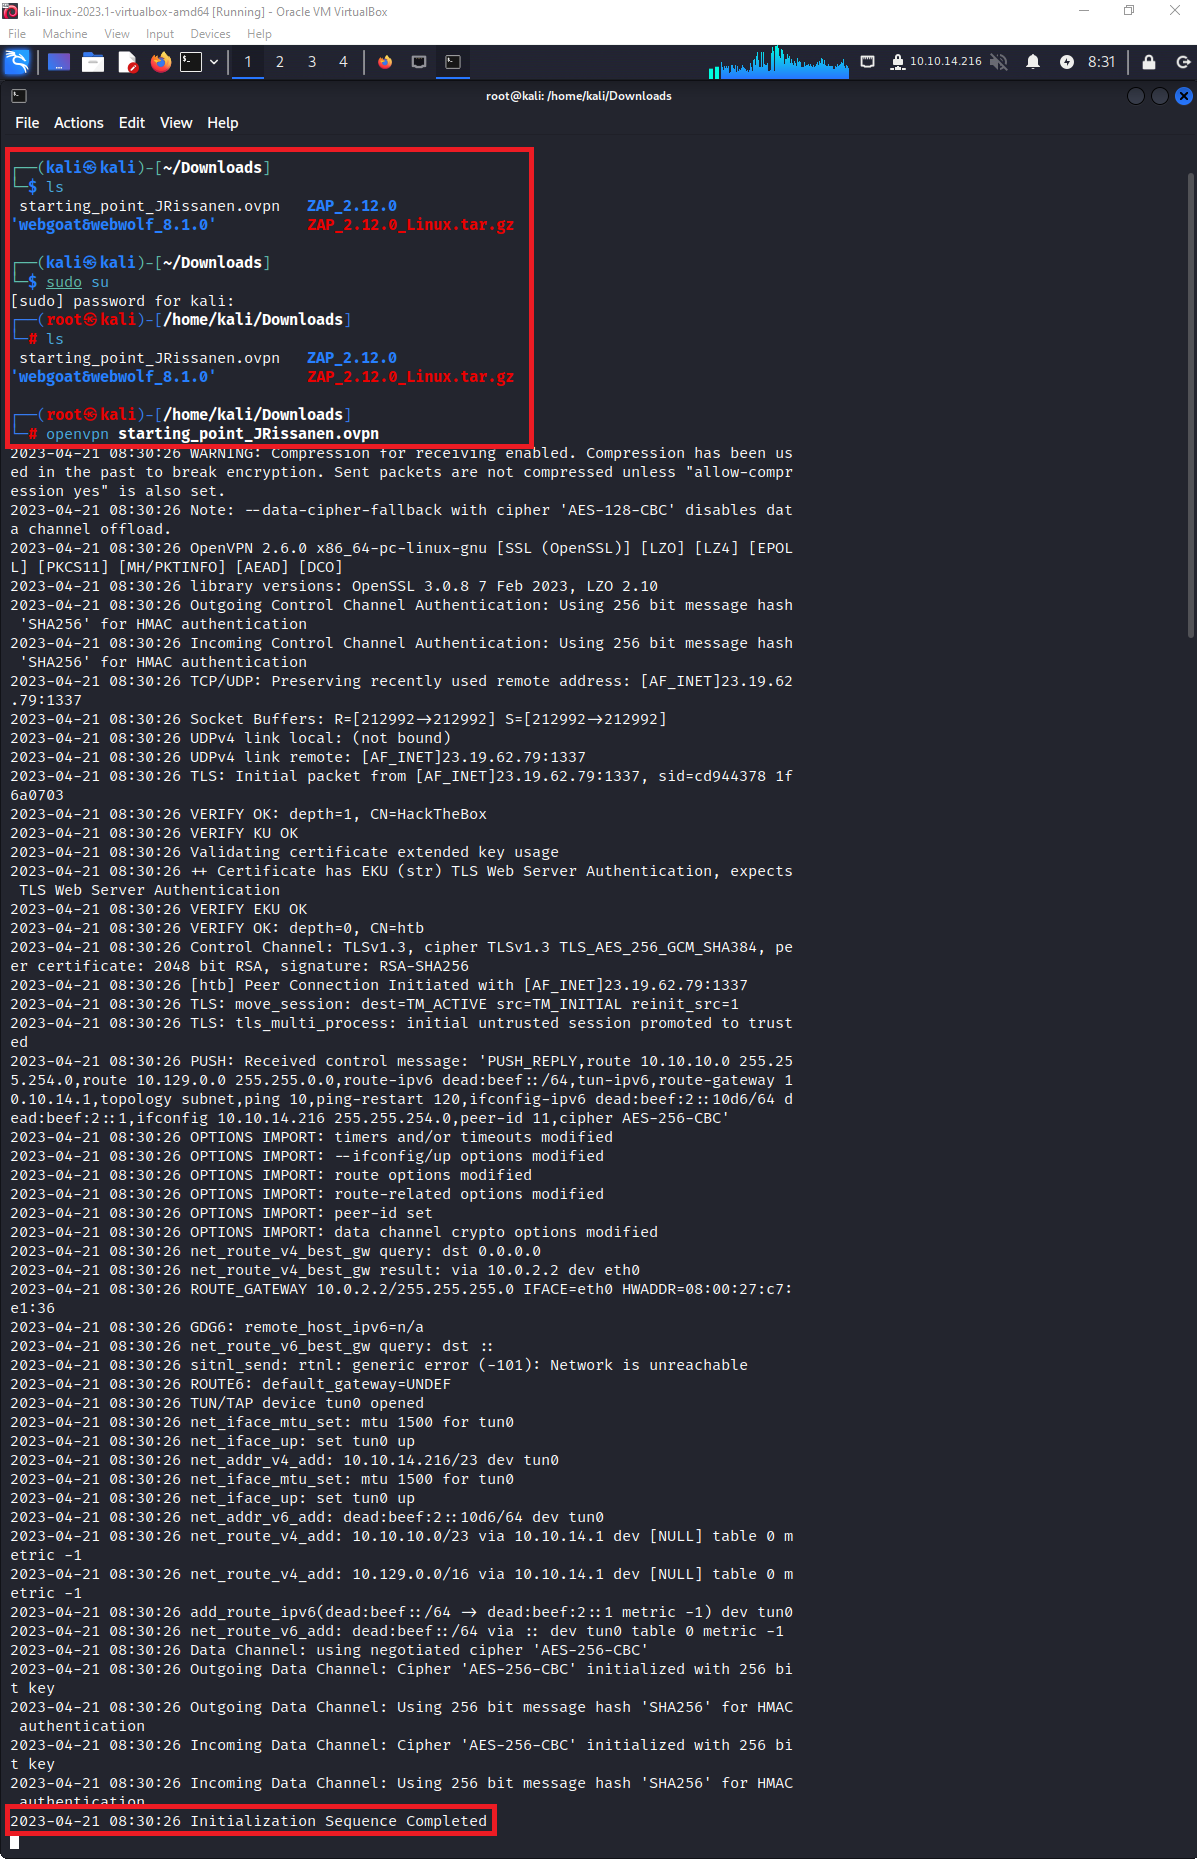 kali-linux-2023.1-virtualbox-amd64 [Running] - Oracle VM VirtualBox
File Machine View Input Devices Help
1 2 3 4 10.10.14.216 8:31
root@kali: /home/kali/Downloads
File Actions Edit View Help
┌──(kali㉿kali)-[~/Downloads]
└─$ ls
starting_point_JRissanen.ovpn ZAP_2.12.0
'webgoat&webwolf_8.1.0' ZAP_2.12.0_Linux.tar.gz
┌──(kali㉿kali)-[~/Downloads]
└─$ sudo su
[sudo] password for kali:
┌──(root㉿kali)-[/home/kali/Downloads]
└─# ls
starting_point_JRissanen.ovpn ZAP_2.12.0
'webgoat&webwolf_8.1.0' ZAP_2.12.0_Linux.tar.gz
┌──(root㉿kali)-[/home/kali/Downloads]
└─# openvpn starting_point_JRissanen.ovpn
2023-04-21 08:30:26 WARNING: Compression for receiving enabled. Compression has been us
ed in the past to break encryption. Sent packets are not compressed unless "allow-compr
ession yes" is also set.
2023-04-21 08:30:26 Note: --data-cipher-fallback with cipher 'AES-128-CBC' disables dat
a channel offload.
2023-04-21 08:30:26 OpenVPN 2.6.0 x86_64-pc-linux-gnu [SSL (OpenSSL)] [LZO] [LZ4] [EPOL
L] [PKCS11] [MH/PKTINFO] [AEAD] [DCO]
2023-04-21 08:30:26 library versions: OpenSSL 3.0.8 7 Feb 2023, LZO 2.10
2023-04-21 08:30:26 Outgoing Control Channel Authentication: Using 256 bit message hash
'SHA256' for HMAC authentication
2023-04-21 08:30:26 Incoming Control Channel Authentication: Using 256 bit message hash
'SHA256' for HMAC authentication
2023-04-21 08:30:26 TCP/UDP: Preserving recently used remote address: [AF_INET]23.19.62
.79:1337
2023-04-21 08:30:26 Socket Buffers: R=[212992->212992] S=[212992->212992]
2023-04-21 08:30:26 UDPv4 link local: (not bound)
2023-04-21 08:30:26 UDPv4 link remote: [AF_INET]23.19.62.79:1337
2023-04-21 08:30:26 TLS: Initial packet from [AF_INET]23.19.62.79:1337, sid=cd944378 1f
6a0703
2023-04-21 08:30:26 VERIFY OK: depth=1, CN=HackTheBox
2023-04-21 08:30:26 VERIFY KU OK
2023-04-21 08:30:26 Validating certificate extended key usage
2023-04-21 08:30:26 ++ Certificate has EKU (str) TLS Web Server Authentication, expects
TLS Web Server Authentication
2023-04-21 08:30:26 VERIFY EKU OK
2023-04-21 08:30:26 VERIFY OK: depth=0, CN=htb
2023-04-21 08:30:26 Control Channel: TLSv1.3, cipher TLSv1.3 TLS_AES_256_GCM_SHA384, pe
er certificate: 2048 bit RSA, signature: RSA-SHA256
2023-04-21 08:30:26 [htb] Peer Connection Initiated with [AF_INET]23.19.62.79:1337
2023-04-21 08:30:26 TLS: move_session: dest=TM_ACTIVE src=TM_INITIAL reinit_src=1
2023-04-21 08:30:26 TLS: tls_multi_process: initial untrusted session promoted to trust
ed
2023-04-21 08:30:26 PUSH: Received control message: 'PUSH_REPLY,route 10.10.10.0 255.25
5.254.0,route 10.129.0.0 255.255.0.0,route-ipv6 dead:beef::/64,tun-ipv6,route-gateway 1
0.10.14.1,topology subnet,ping 10,ping-restart 120,ifconfig-ipv6 dead:beef:2::10d6/64 d
ead:beef:2::1,ifconfig 10.10.14.216 255.255.254.0,peer-id 11,cipher AES-256-CBC'
2023-04-21 08:30:26 OPTIONS IMPORT: timers and/or timeouts modified
2023-04-21 08:30:26 OPTIONS IMPORT: --ifconfig/up options modified
2023-04-21 08:30:26 OPTIONS IMPORT: route options modified
2023-04-21 08:30:26 OPTIONS IMPORT: route-related options modified
2023-04-21 08:30:26 OPTIONS IMPORT: peer-id set
2023-04-21 08:30:26 OPTIONS IMPORT: data channel crypto options modified
2023-04-21 08:30:26 net_route_v4_best_gw query: dst 0.0.0.0
2023-04-21 08:30:26 net_route_v4_best_gw result: via 10.0.2.2 dev eth0
2023-04-21 08:30:26 ROUTE_GATEWAY 10.0.2.2/255.255.255.0 IFACE=eth0 HWADDR=08:00:27:c7:
e1:36
2023-04-21 08:30:26 GDG6: remote_host_ipv6=n/a
2023-04-21 08:30:26 net_route_v6_best_gw query: dst ::
2023-04-21 08:30:26 sitnl_send: rtnl: generic error (-101): Network is unreachable
2023-04-21 08:30:26 ROUTE6: default_gateway=UNDEF
2023-04-21 08:30:26 TUN/TAP device tun0 opened
2023-04-21 08:30:26 net_iface_mtu_set: mtu 1500 for tun0
2023-04-21 08:30:26 net_iface_up: set tun0 up
2023-04-21 08:30:26 net_addr_v4_add: 10.10.14.216/23 dev tun0
2023-04-21 08:30:26 net_iface_mtu_set: mtu 1500 for tun0
2023-04-21 08:30:26 net_iface_up: set tun0 up
2023-04-21 08:30:26 net_addr_v6_add: dead:beef:2::10d6/64 dev tun0
2023-04-21 08:30:26 net_route_v4_add: 10.10.10.0/23 via 10.10.14.1 dev [NULL] table 0 m
etric -1
2023-04-21 08:30:26 net_route_v4_add: 10.129.0.0/16 via 10.10.14.1 dev [NULL] table 0 m
etric -1
2023-04-21 08:30:26 add_route_ipv6(dead:beef::/64 -> dead:beef:2::1 metric -1) dev tun0
2023-04-21 08:30:26 net_route_v6_add: dead:beef::/64 via :: dev tun0 table 0 metric -1
2023-04-21 08:30:26 Data Channel: using negotiated cipher 'AES-256-CBC'
2023-04-21 08:30:26 Outgoing Data Channel: Cipher 'AES-256-CBC' initialized with 256 bi
t key
2023-04-21 08:30:26 Outgoing Data Channel: Using 256 bit message hash 'SHA256' for HMAC
authentication
2023-04-21 08:30:26 Incoming Data Channel: Cipher 'AES-256-CBC' initialized with 256 bi
t key
2023-04-21 08:30:26 Incoming Data Channel: Using 256 bit message hash 'SHA256' for HMAC
authentication
2023-04-21 08:30:26 Initialization Sequence Completed